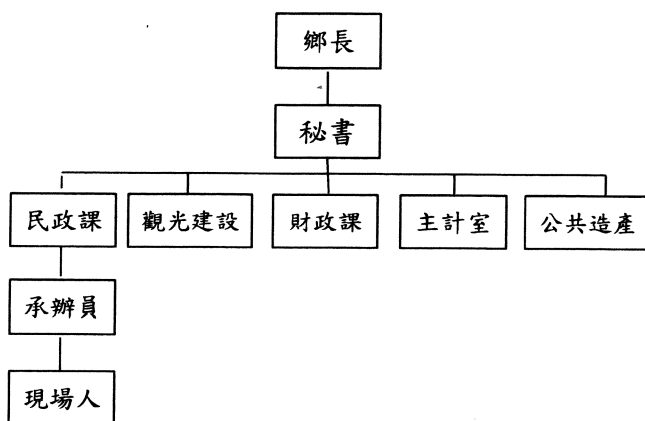 鄉長
秘書
民政課
觀光建設
財政課
主計室
公共造產
承辦員
現場人